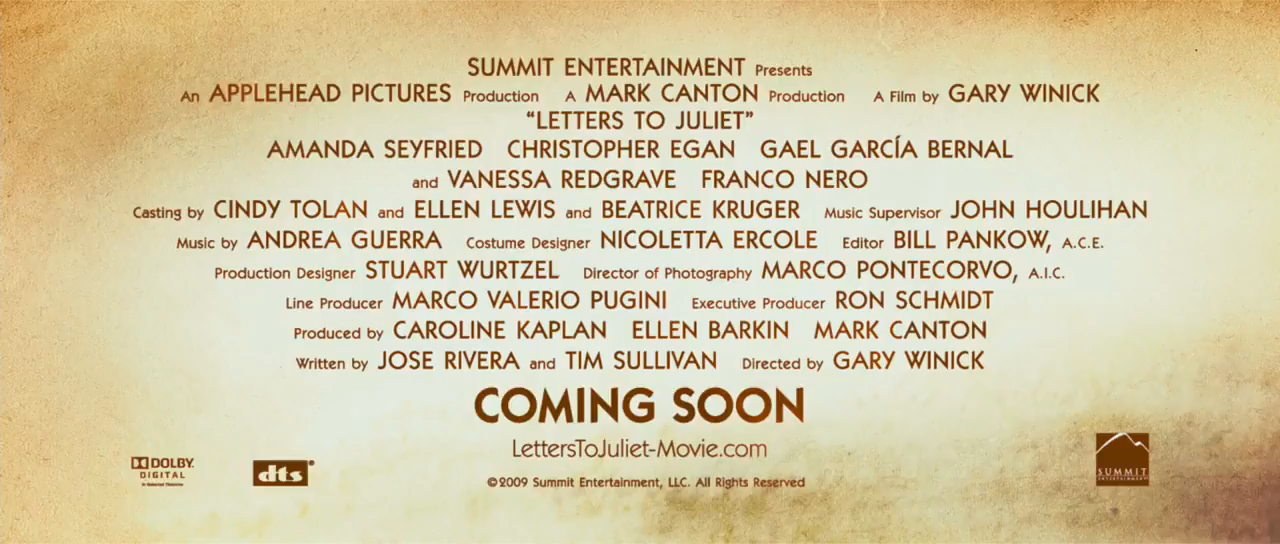 SUMMIT ENTERTAINMENT Presents
An APPLEHEAD PICTURES Production A MARK CANTON Production A Film by GARY WINICK
“LETTERS TO JULIET”
AMANDA SEYFRIED CHRISTOPHER EGAN GAEL GARCÍA BERNAL
and VANESSA REDGRAVE FRANCO NERO
Casting by CINDY TOLAN and ELLEN LEWIS and BEATRICE KRUGER Music Supervisor JOHN HOULIHAN
Music by ANDREA GUERRA Costume Designer NICOLETTA ERCOLE Editor BILL PANKOW, A.C.E.
Production Designer STUART WURTZEL Director of Photography MARCO PONTECORVO, A.I.C.
Line Producer MARCO VALERIO PUGINI Executive Producer RON SCHMIDT
Produced by CAROLINE KAPLAN ELLEN BARKIN MARK CANTON
Written by JOSE RIVERA and TIM SULLIVAN Directed by GARY WINICK
COMING SOON
LettersToJuliet-Movie.com
©2009 Summit Entertainment, LLC. All Rights Reserved
DOLBY
DIGITAL
In Selected Theatres
dts®
SUMMIT
ENTERTAINMENT